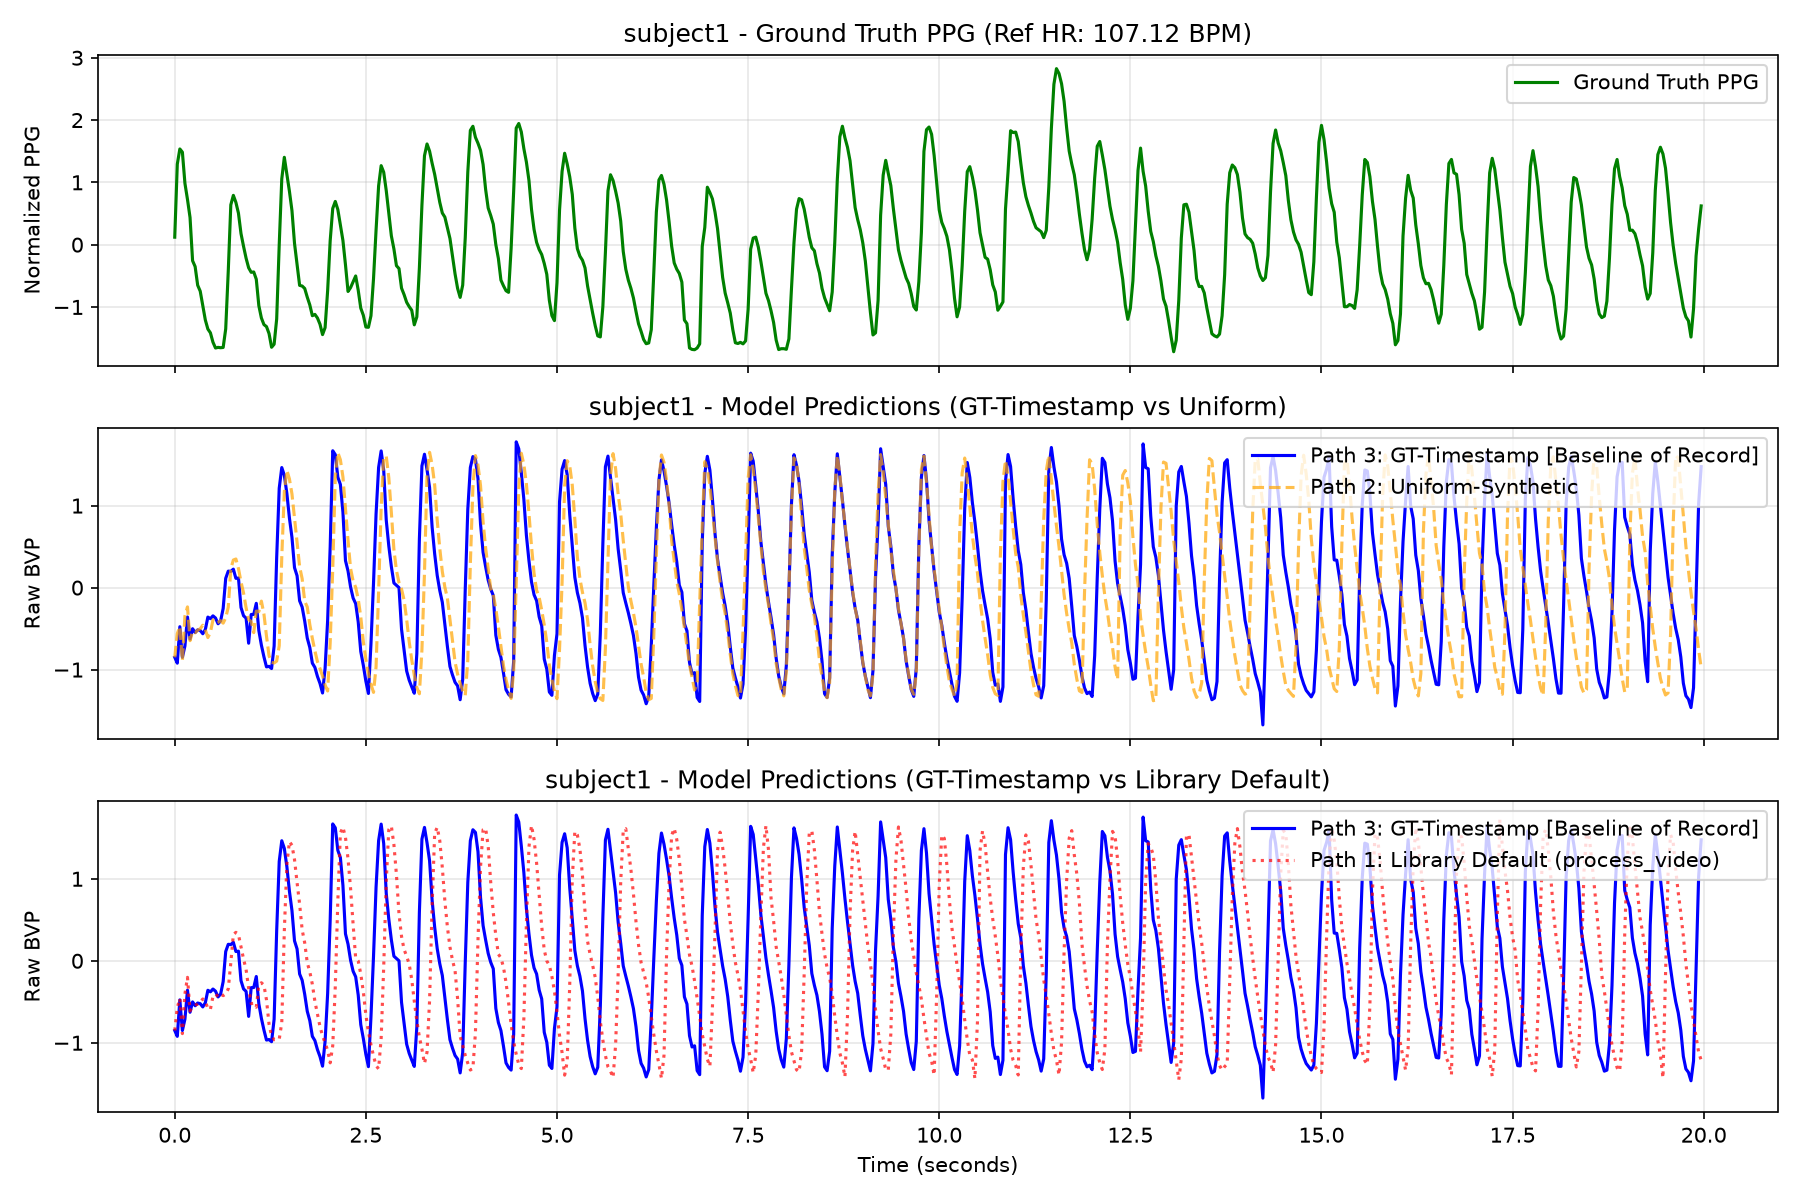 subject1 - Ground Truth PPG (Ref HR: 107.12 BPM)
3
2
1
0
−1
Normalized PPG
Ground Truth PPG
subject1 - Model Predictions (GT-Timestamp vs Uniform)
1
0
−1
Raw BVP
Path 3: GT-Timestamp [Baseline of Record]
Path 2: Uniform-Synthetic
subject1 - Model Predictions (GT-Timestamp vs Library Default)
1
0
−1
Raw BVP
Path 3: GT-Timestamp [Baseline of Record]
Path 1: Library Default (process_video)
0.0 2.5 5.0 7.5 10.0 12.5 15.0 17.5 20.0
Time (seconds)